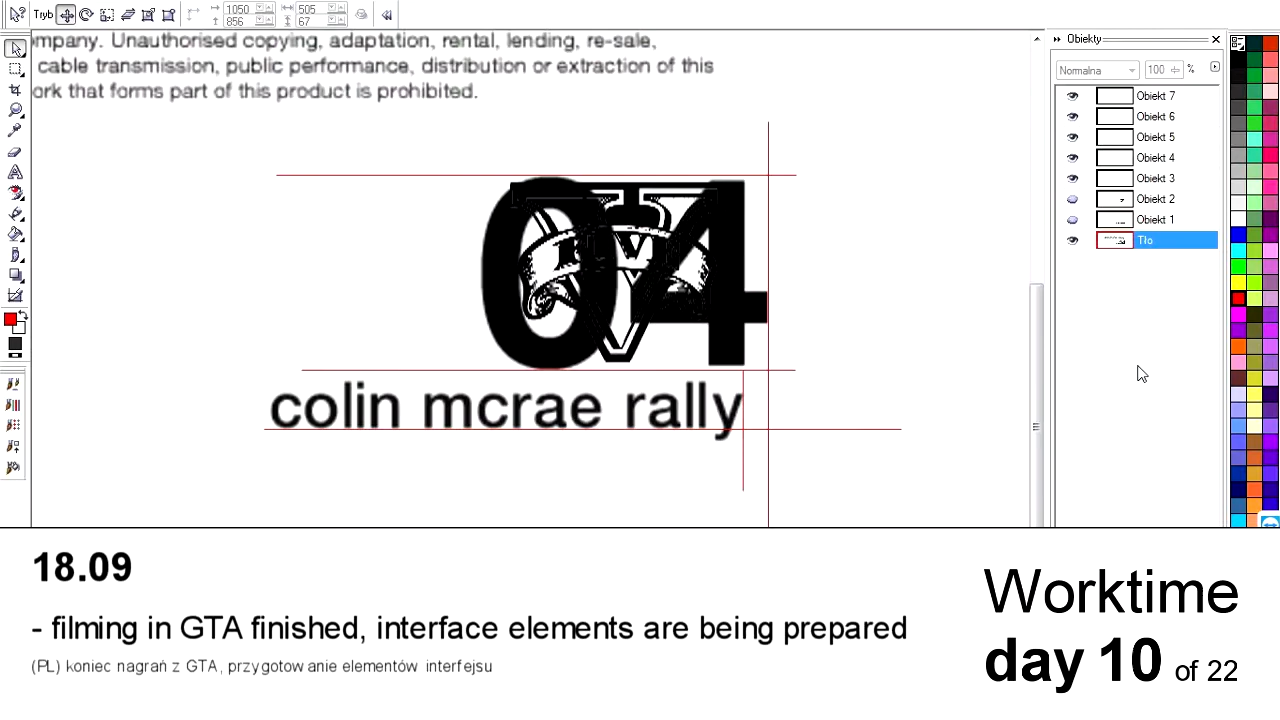 Tryb 1050 505
856 67
mpany. Unauthorised copying, adaptation, rental, lending, re-sale,
cable transmission, public performance, distribution or extraction of this
ork that forms part of this product is prohibited.
Obiekty
Normalna 100 %
Obiekt 7
Obiekt 6
Obiekt 5
Obiekt 4
Obiekt 3
Obiekt 2
Obiekt 1
Tło
04
colin mcrae rally
18.09
- filming in GTA finished, interface elements are being prepared
(PL) koniec nagrań z GTA, przygotowanie elementów interfejsu
Worktime
day 10 of 22